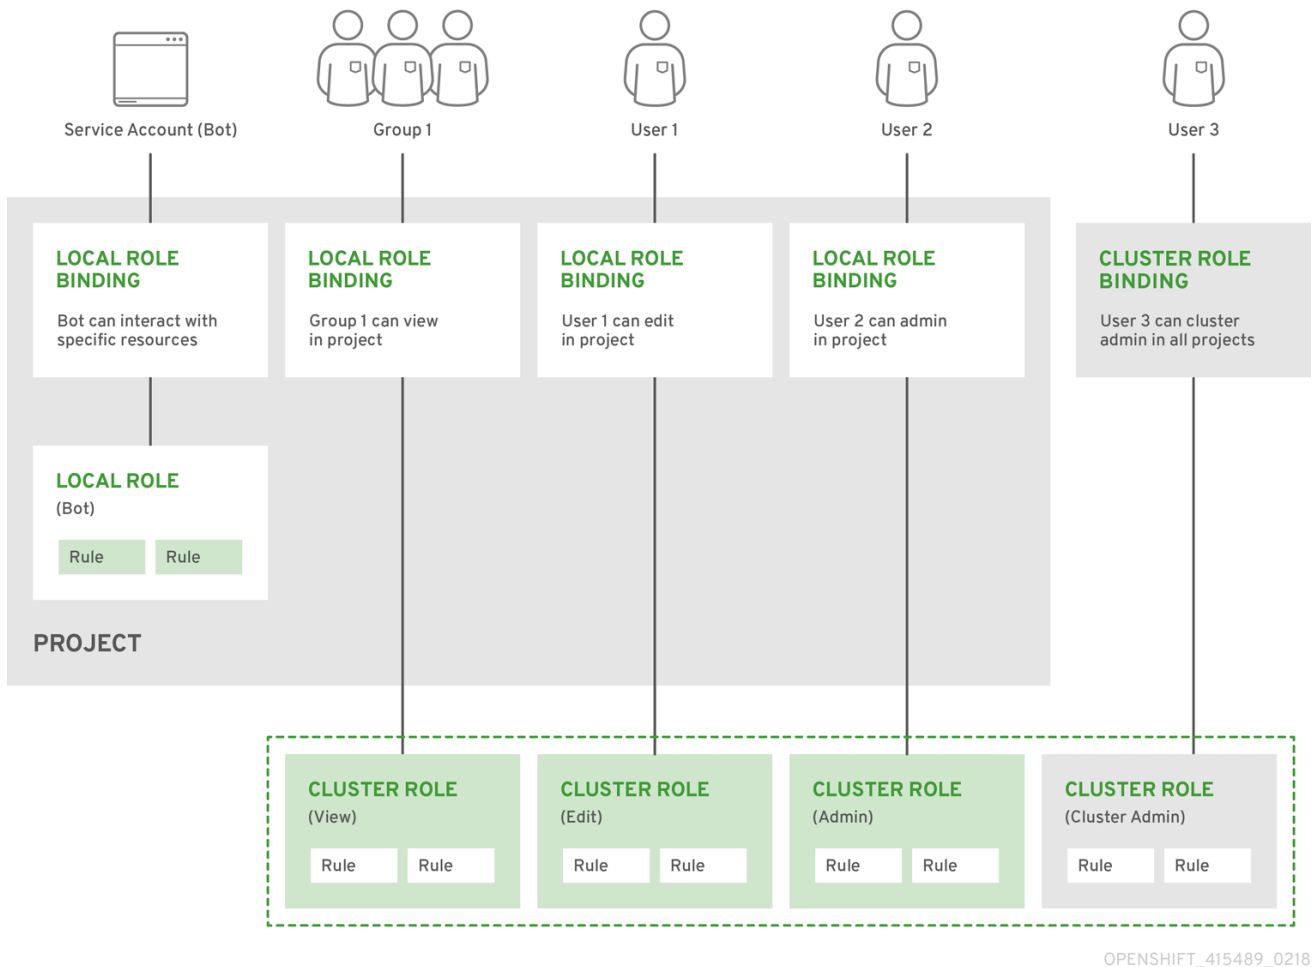 Service Account (Bot)
Group 1
User 1
User 2
User 3
LOCAL ROLE
BINDING
Bot can interact with
specific resources
LOCAL ROLE
BINDING
Group 1 can view
in project
LOCAL ROLE
BINDING
User 1 can edit
in project
LOCAL ROLE
BINDING
User 2 can admin
in project
CLUSTER ROLE
BINDING
User 3 can cluster
admin in all projects
LOCAL ROLE
(Bot)
Rule
Rule
PROJECT
CLUSTER ROLE
(View)
Rule
Rule
CLUSTER ROLE
(Edit)
Rule
Rule
CLUSTER ROLE
(Admin)
Rule
Rule
CLUSTER ROLE
(Cluster Admin)
Rule
Rule
OPENSHIFT_415489_0218